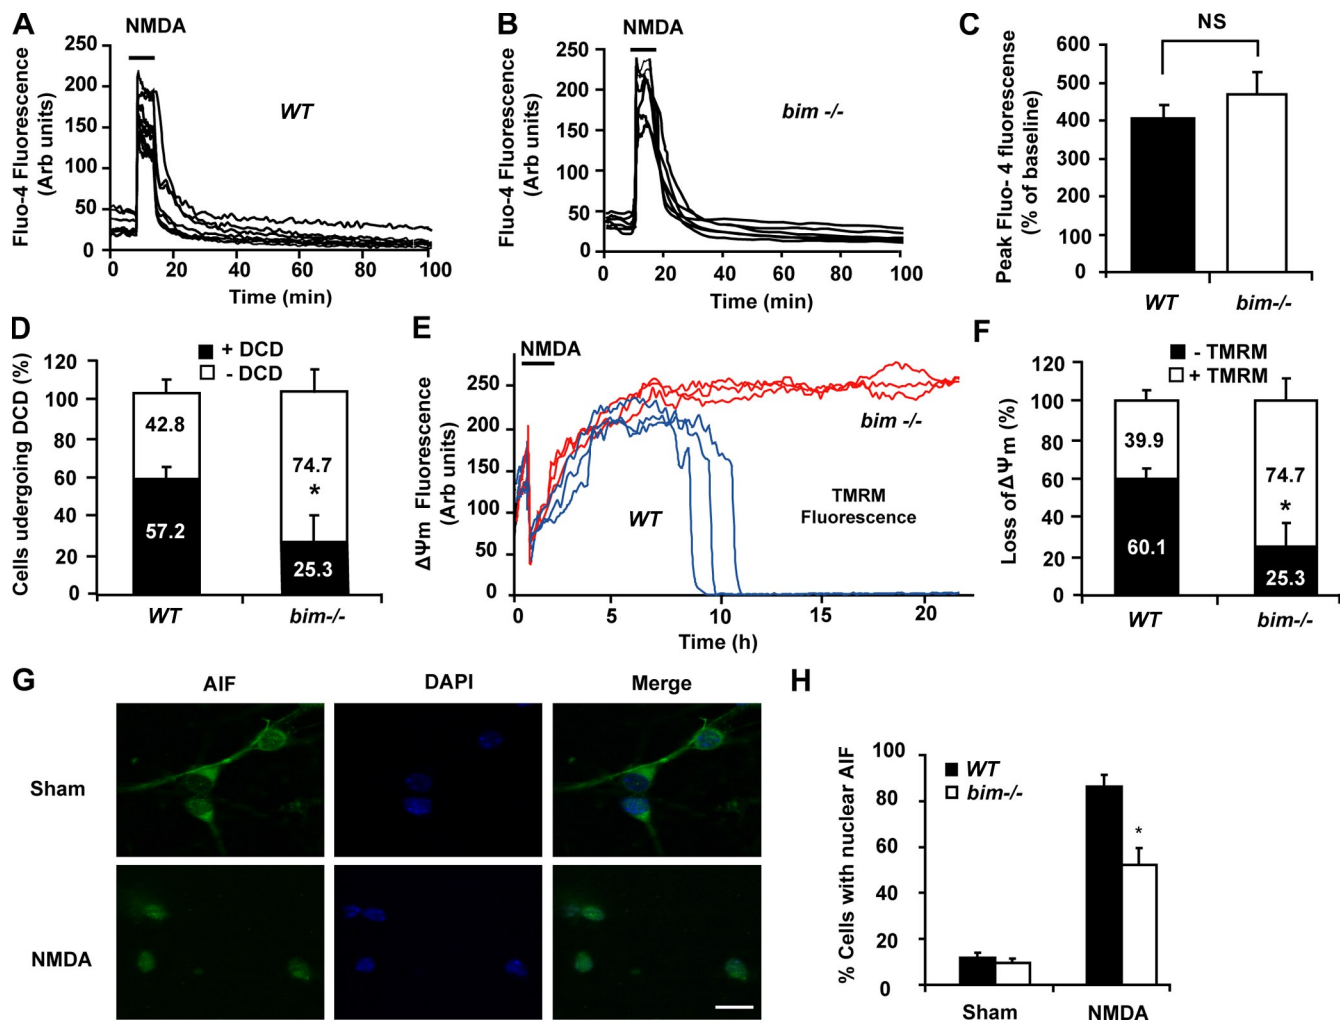 A
NMDA
Fluo-4 Fluorescence
(Arb units)
250
200
150
100
50
0
WT
0 20 40 60 80 100
Time (min)
B
NMDA
Fluo-4 Fluorescence
(Arb units)
250
200
150
100
50
0
bim -/-
0 20 40 60 80 100
Time (min)
C
NS
Peak Fluo- 4 fluorescense
(% of baseline)
600
500
400
300
200
400
0
WT bim-/-
D
+ DCD
- DCD
Cells udergoing DCD (%)
120
100
80
60
40
20
0
42.8
57.2
74.7
*
25.3
WT bim-/-
E
NMDA
ΔΨm Fluorescence
(Arb units)
250
200
150
100
50
0
bim -/-
WT
TMRM
Fluorescence
0 5 10 15 20
Time (h)
F
- TMRM
+ TMRM
Loss of ΔΨm (%)
120
100
80
60
40
20
0
39.9
60.1
74.7
*
25.3
WT bim-/-
G
AIF DAPI Merge
Sham
NMDA
H
% Cells with nuclear AIF
100
80
60
40
20
0
WT
bim-/-
*
Sham NMDA